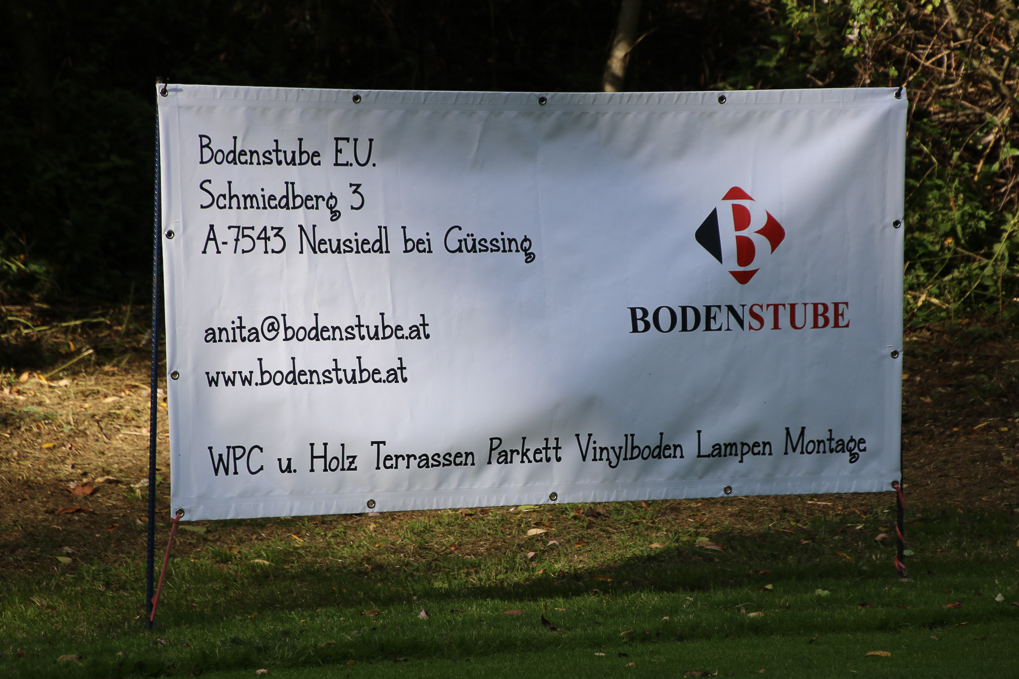 Bodenstube E.U.
Schmiedberg 3
A-7543 Neusiedl bei Güssing
anita@bodenstube.at
www.bodenstube.at
B
BODENSTUBE
WPC u. Holz Terrassen Parkett Vinylboden Lampen Montage